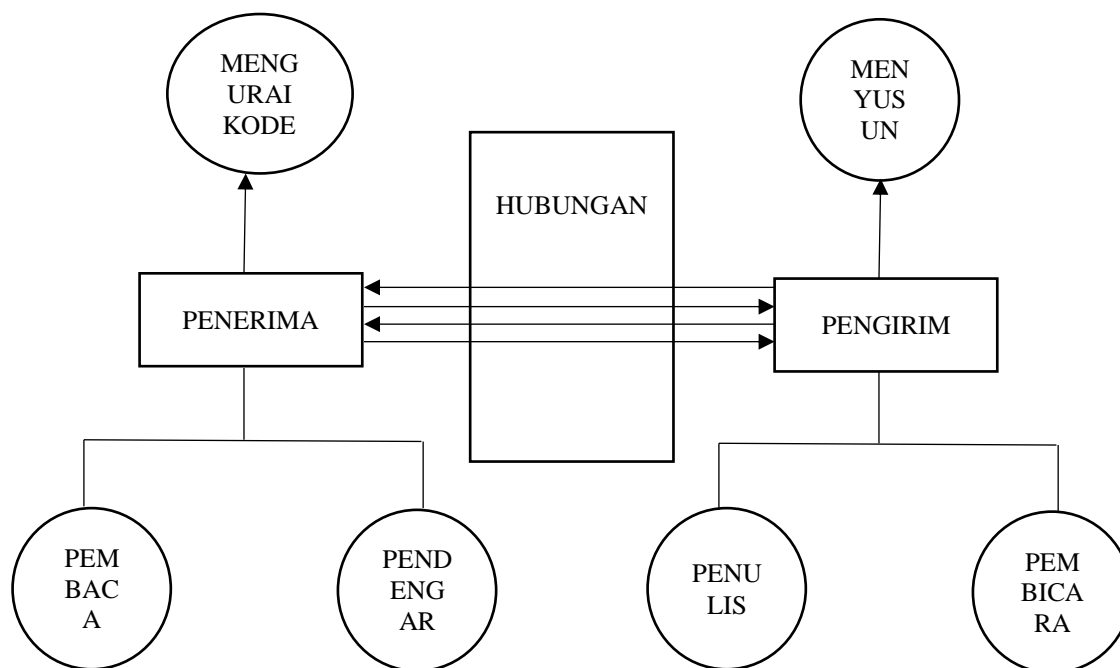 MENG
URAI
KODE
MEN
YUS
UN
HUBUNGAN
PENERIMA
PENGIRIM
PEM
BAC
A
PEND
ENG
AR
PENU
LIS
PEM
BICA
RA